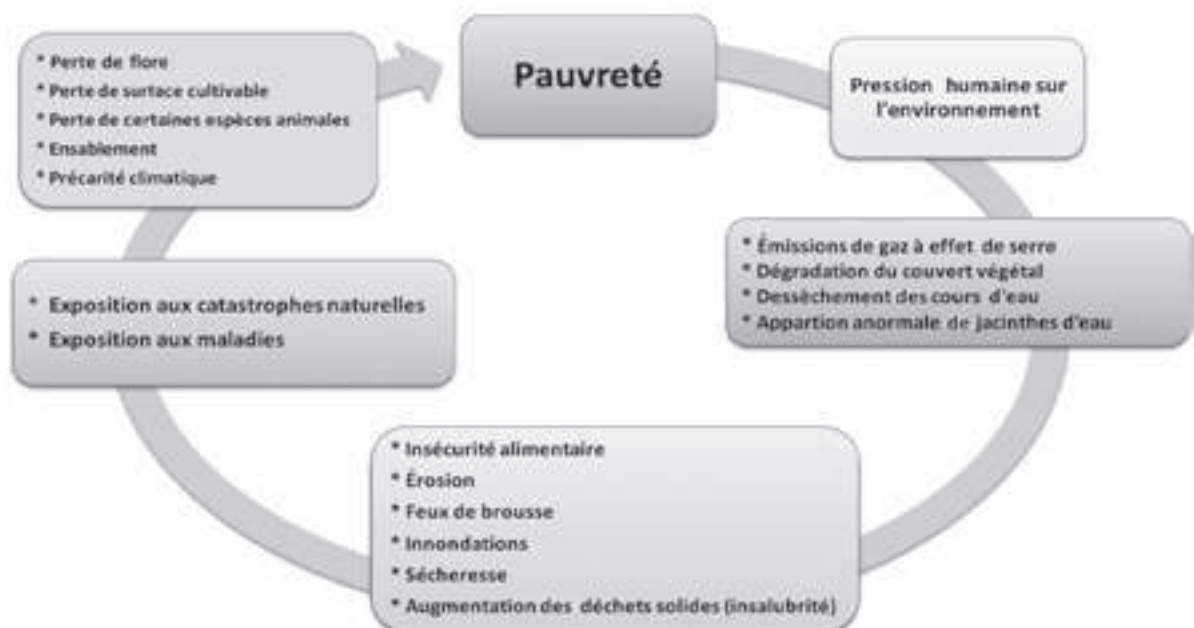 Pauvreté
Pression humaine sur
l'environnement
* Émissions de gaz à effet de serre
* Dégradation du couvert végétal
* Dessèchement des cours d'eau
* Appartion anormale de jacinthes d'eau
* Insécurité alimentaire
* Érosion
* Feux de brousse
* Innondations
* Sécheresse
* Augmentation des déchets solides (insalubrité)
* Exposition aux catastrophes naturelles
* Exposition aux maladies
* Perte de flore
* Perte de surface cultivable
* Perte de certaines espèces animales
* Ensablement
* Précarité climatique